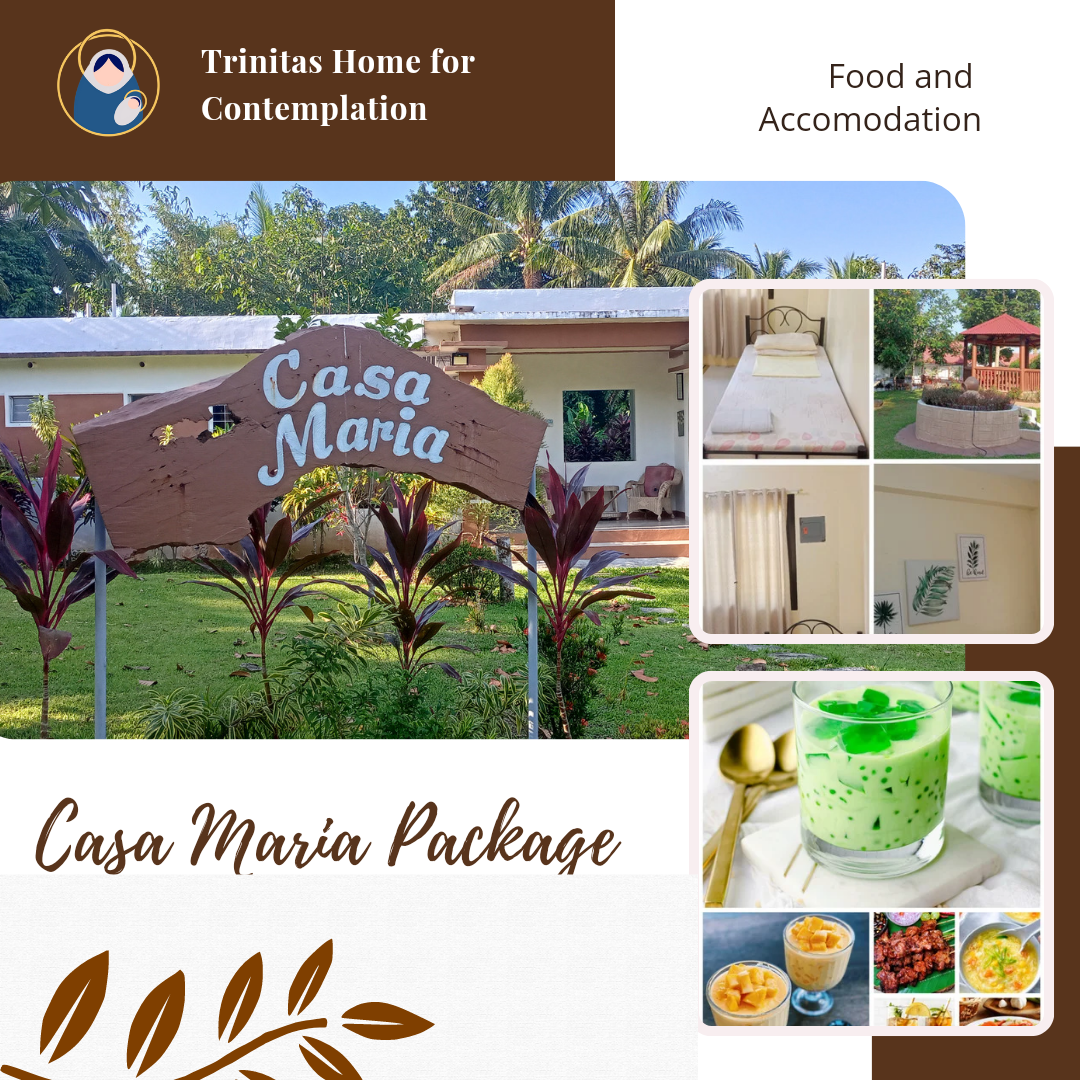 Trinitas Home for
Contemplation
Food and
Accomodation
Casa
Maria
Casa Maria Package